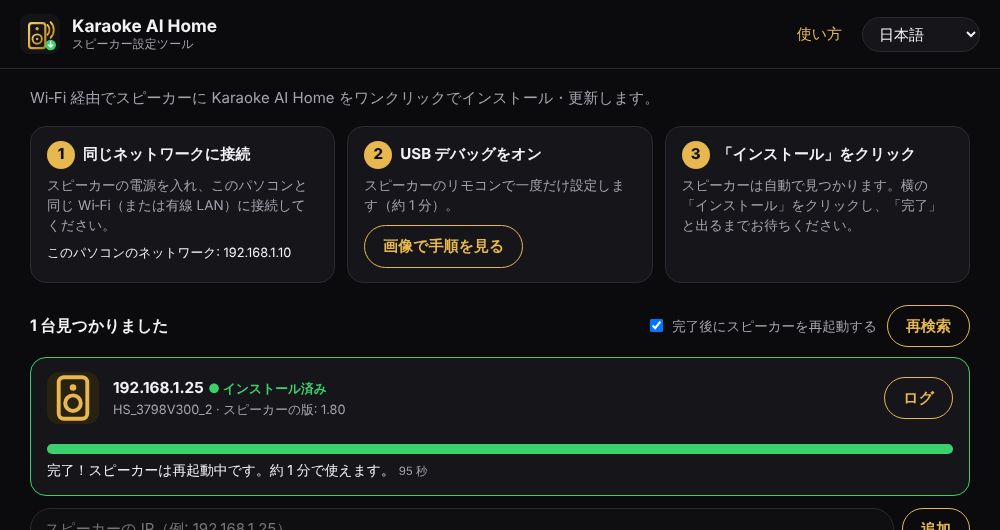 Karaoke AI Home
スピーカー設定ツール
使い方
日本語
Wi-Fi 経由でスピーカーに Karaoke AI Home をワンクリックでインストール・更新します。
1 同じネットワークに接続
スピーカーの電源を入れ、このパソコンと
同じ Wi-Fi（または有線 LAN）に接続して
ください。
このパソコンのネットワーク: 192.168.1.10
2 USB デバッグをオン
スピーカーのリモコンで一度だけ設定しま
す（約 1 分）。
画像で手順を見る
3 「インストール」をクリック
スピーカーは自動で見つかります。横の
「インストール」をクリックし、「完了」
と出るまでお待ちください。
1 台見つかりました
完了後にスピーカーを再起動する
再検索
192.168.1.25 インストール済み
HS_3798V300_2 · スピーカーの版: 1.80
ログ
完了！スピーカーは再起動中です。約 1 分で使えます。 95 秒
スピーカーの IP（例: 192.168.1.25）
追加